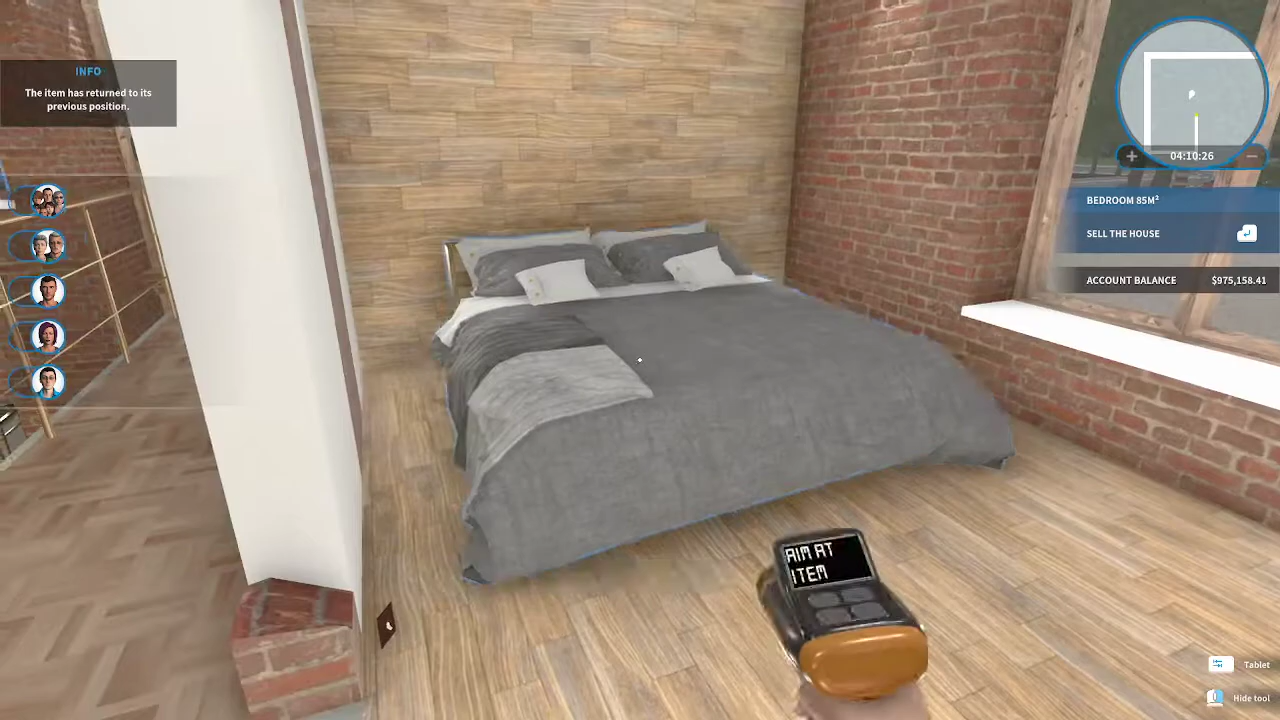 INFO
The item has returned to its
previous position.
04:10:26
BEDROOM 85M²
SELL THE HOUSE
ACCOUNT BALANCE $975,158.41
AIM AT
ITEM
Tablet
Hide tool